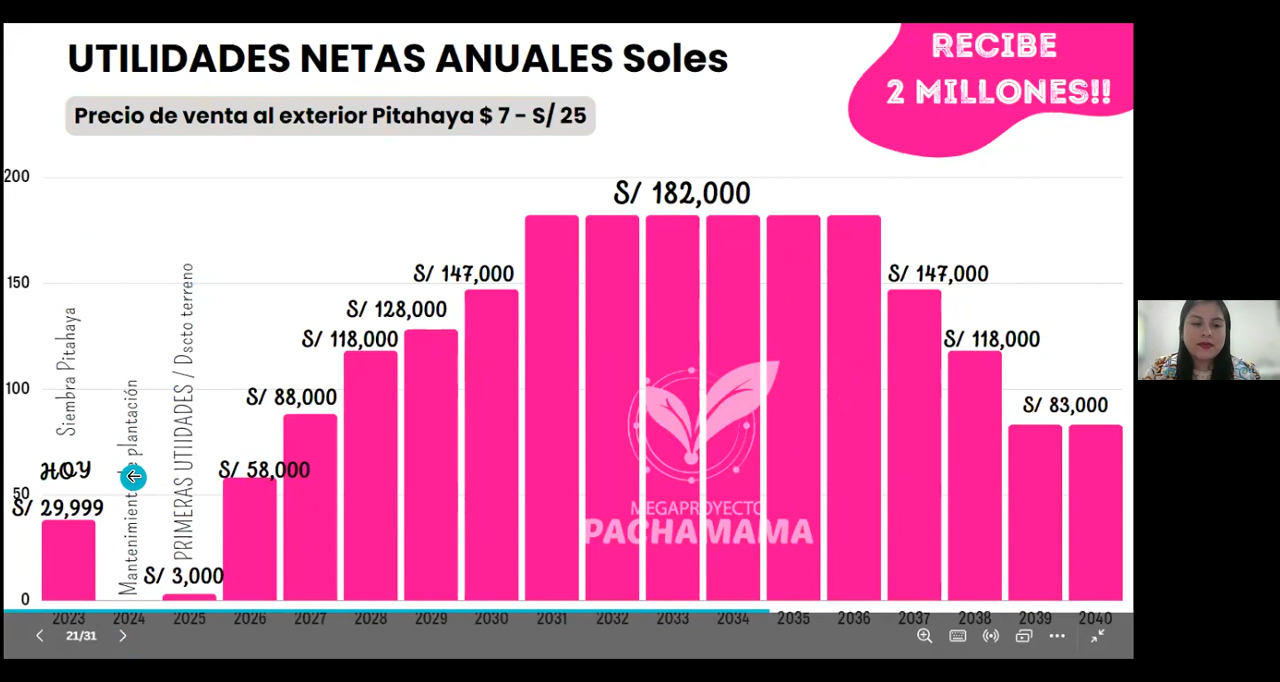 UTILIDADES NETAS ANUALES Soles
RECIBE
2 MILLONES!!
Precio de venta al exterior Pitahaya $ 7 - S/ 25
200
150
100
50
0
Siembra Pitahaya
HOY
S/ 29,999
Mantenimiento de plantación
PRIMERAS UTIIDADES / Dscto terreno
S/ 3,000
S/ 58,000
S/ 88,000
S/ 118,000
S/ 128,000
S/ 147,000
S/ 182,000
S/ 147,000
S/ 118,000
S/ 83,000
MEGAPROYECTO
PACHAMAMA
2023 2024 2025 2026 2027 2028 2029 2030 2031 2032 2033 2034 2035 2036 2037 2038 2039 2040
21/31